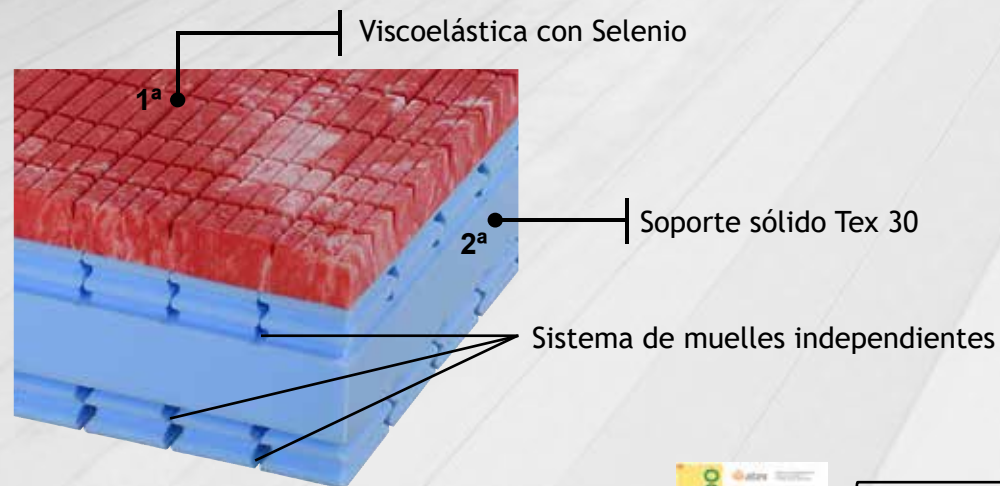 Viscoelástica con Selenio
1ª
Soporte sólido Tex 30
2ª
Sistema de muelles independientes